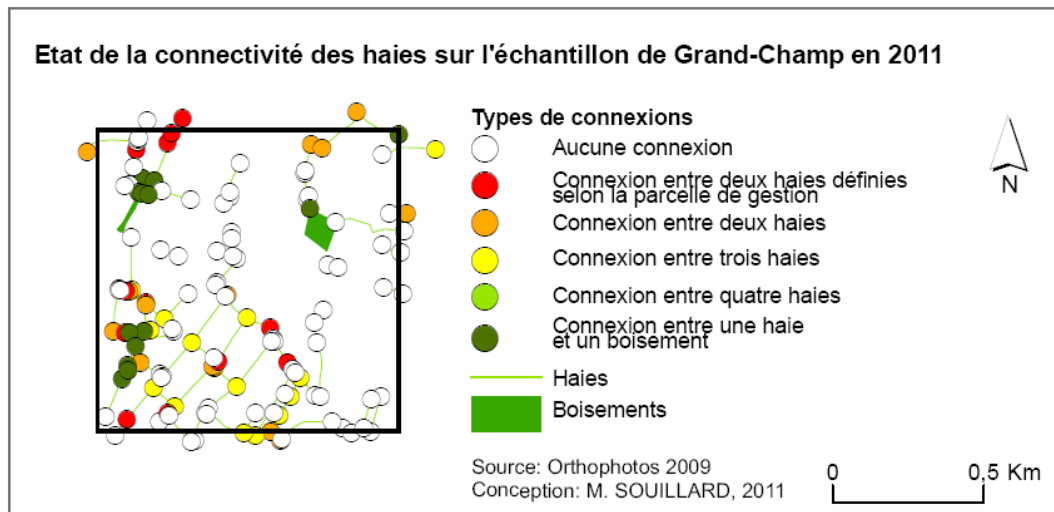 Etat de la connectivité des haies sur l'échantillon de Grand-Champ en 2011
Types de connexions
Aucune connexion
Connexion entre deux haies définies
selon la parcelle de gestion
Connexion entre deux haies
Connexion entre trois haies
Connexion entre quatre haies
Connexion entre une haie
et un boisement
Haies
Boisements
N
Source: Orthophotos 2009
Conception: M. SOUILLARD, 2011
0 0,5 Km